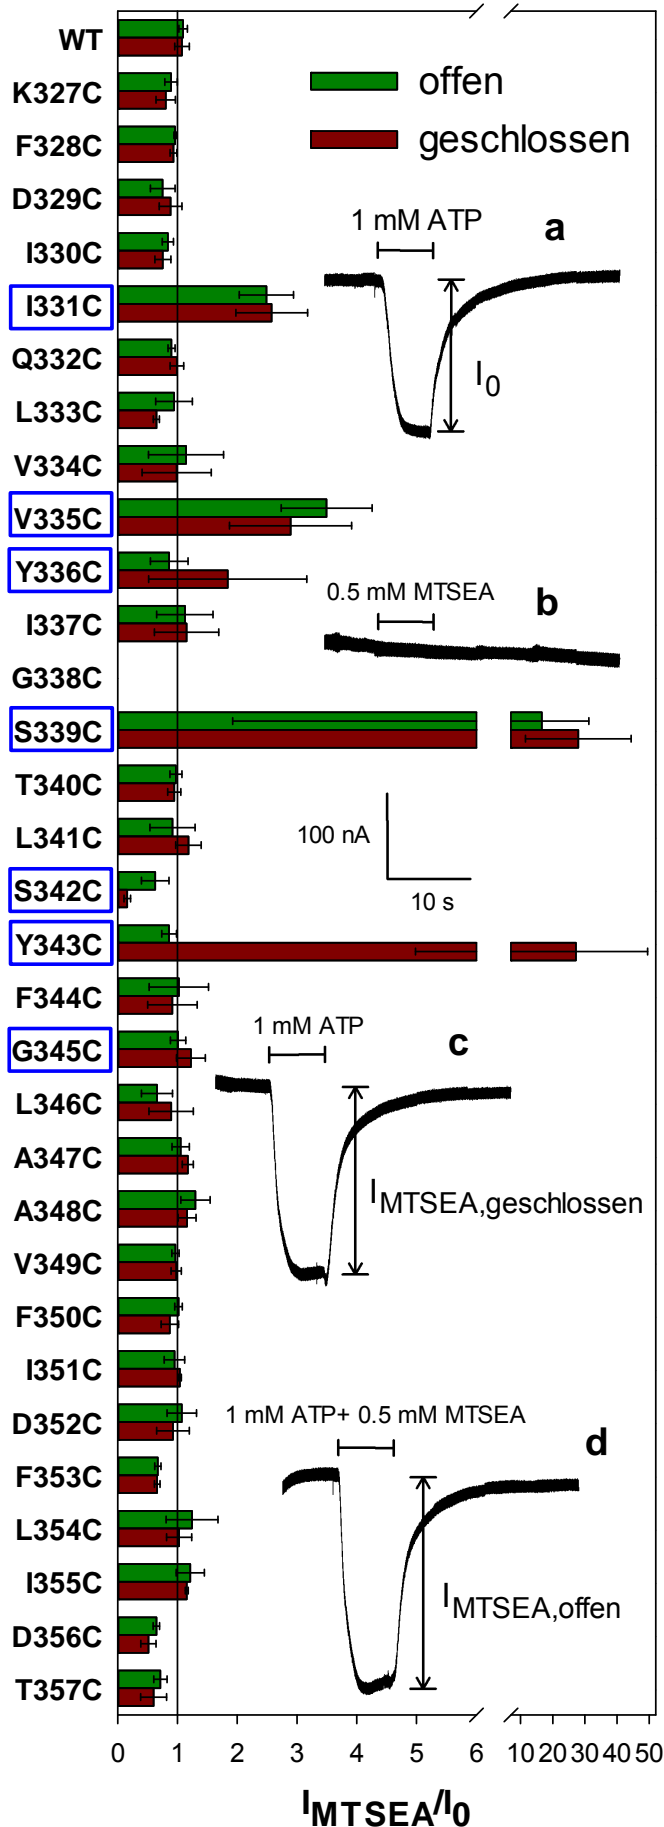 WT
offen
K327C
geschlossen
F328C
D329C
1 mM ATP
a
I330C
I331C
Q332C
I0
L333C
V334C
V335C
Y336C
0.5 mM MTSEA
b
I337C
G338C
S339C
T340C
L341C
100 nA
S342C
10 s
Y343C
F344C
1 mM ATP
c
G345C
L346C
A347C
IMTSEA,geschlossen
A348C
V349C
F350C
I351C
D352C
1 mM ATP+ 0.5 mM MTSEA
d
F353C
L354C
I355C
IMTSEA,offen
D356C
T357C
0 1 2 3 4 5 6 10 20 30 40 50
IMTSEA/I0